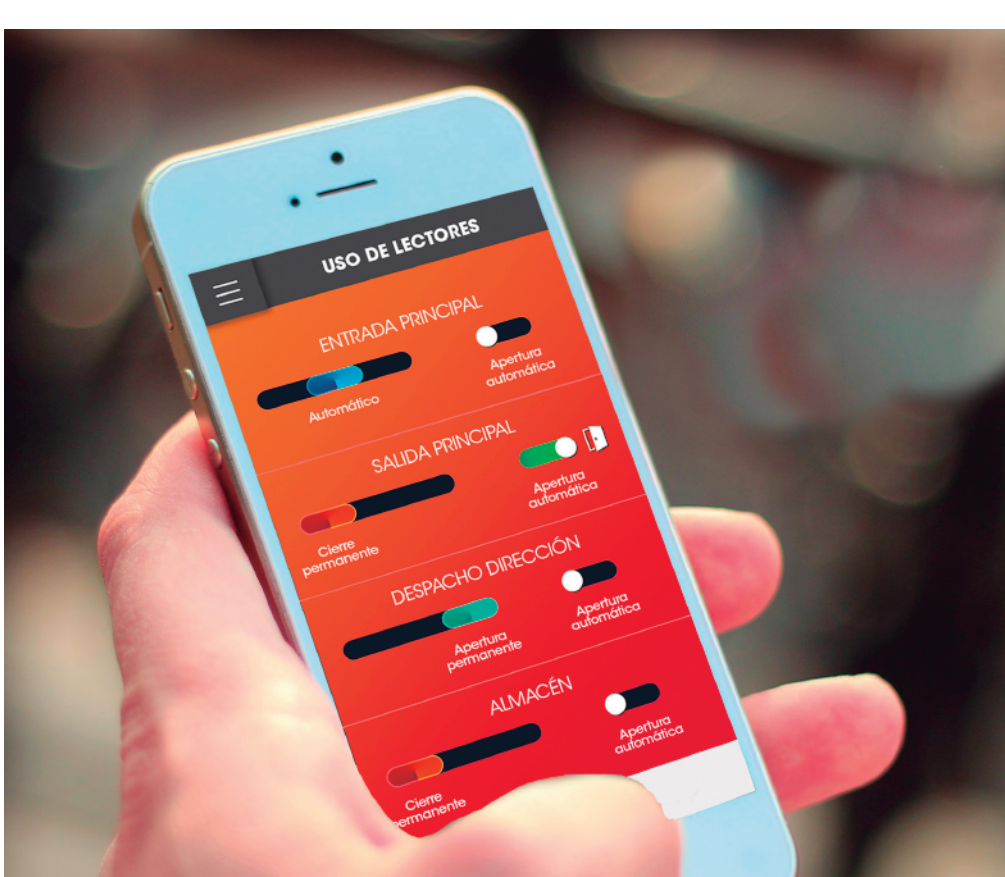 USO DE LECTORES
ENTRADA PRINCIPAL
Automático
Apertura
automática
SALIDA PRINCIPAL
Cierre
permanente
Apertura
automática
DESPACHO DIRECCIÓN
Apertura
permanente
Apertura
automática
ALMACÉN
Cierre
permanente
Apertura
automática